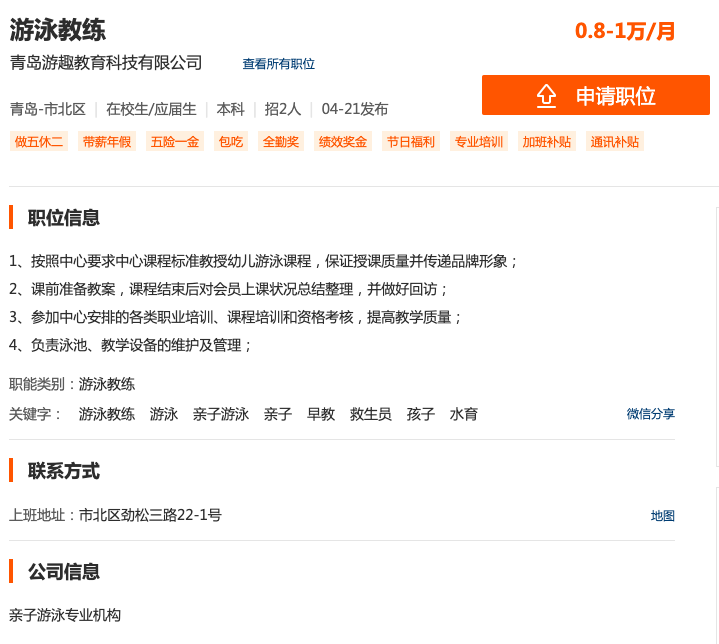 游泳教练
0.8-1万/月
青岛游趣教育科技有限公司 查看所有职位
申请职位
青岛-市北区 | 在校生/应届生 | 本科 | 招2人 | 04-21发布
做五休二 带薪年假 五险一金 包吃 全勤奖 绩效奖金 节日福利 专业培训 加班补贴 通讯补贴
职位信息
1、按照中心要求中心课程标准教授幼儿游泳课程，保证授课质量并传递品牌形象；
2、课前准备教案，课程结束后对会员上课状况总结整理，并做好回访；
3、参加中心安排的各类职业培训、课程培训和资格考核，提高教学质量；
4、负责泳池、教学设备的维护及管理；
职能类别：游泳教练
关键字： 游泳教练 游泳 亲子游泳 亲子 早教 救生员 孩子 水育 微信分享
联系方式
上班地址：市北区劲松三路22-1号 地图
公司信息
亲子游泳专业机构